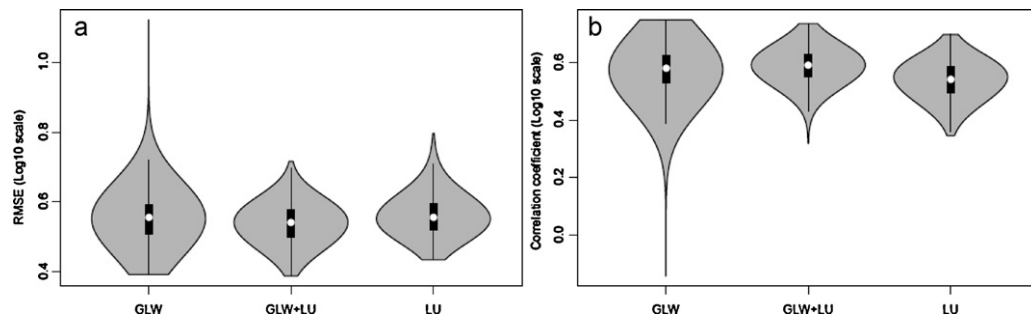 a
RMSE (Log10 scale)
1.0
0.8
0.6
0.4
GLW
GLW+LU
LU
b
Correlation coefficient (Log10 scale)
0.6
0.4
0.2
0.0
GLW
GLW+LU
LU